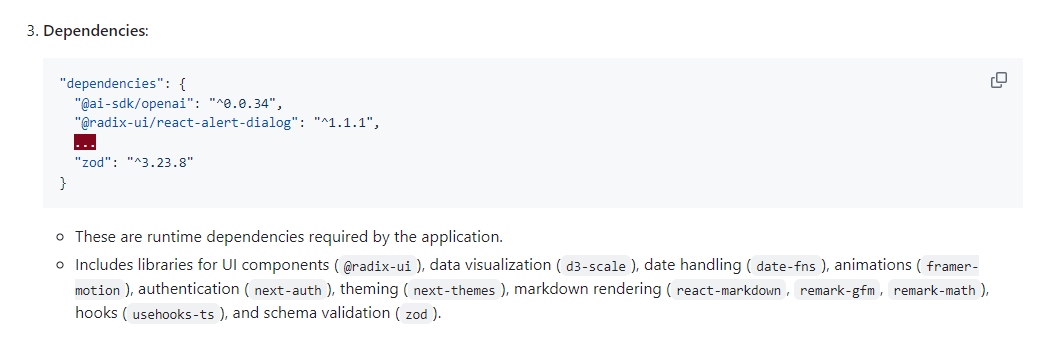 3. Dependencies:
"dependencies": {
"@ai-sdk/openai": "^0.0.34",
"@radix-ui/react-alert-dialog": "^1.1.1",
...
"zod": "^3.23.8"
}
○ These are runtime dependencies required by the application.
○ Includes libraries for UI components ( @radix-ui ), data visualization ( d3-scale ), date handling ( date-fns ), animations ( framer-
motion ), authentication ( next-auth ), theming ( next-themes ), markdown rendering ( react-markdown , remark-gfm , remark-math ),
hooks ( usehooks-ts ), and schema validation ( zod ).